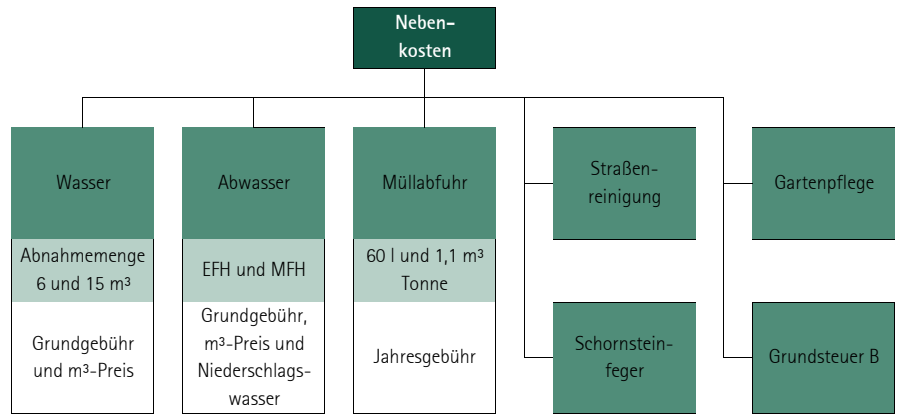 Neben-
kosten
Wasser
Abnahmemenge
6 und 15 m³
Grundgebühr
und m³-Preis
Abwasser
EFH und MFH
Grundgebühr,
m³-Preis und
Niederschlags-
wasser
Müllabfuhr
60 l und 1,1 m³
Tonne
Jahresgebühr
Straßen-
reinigung
Schornstein-
feger
Gartenpflege
Grundsteuer B